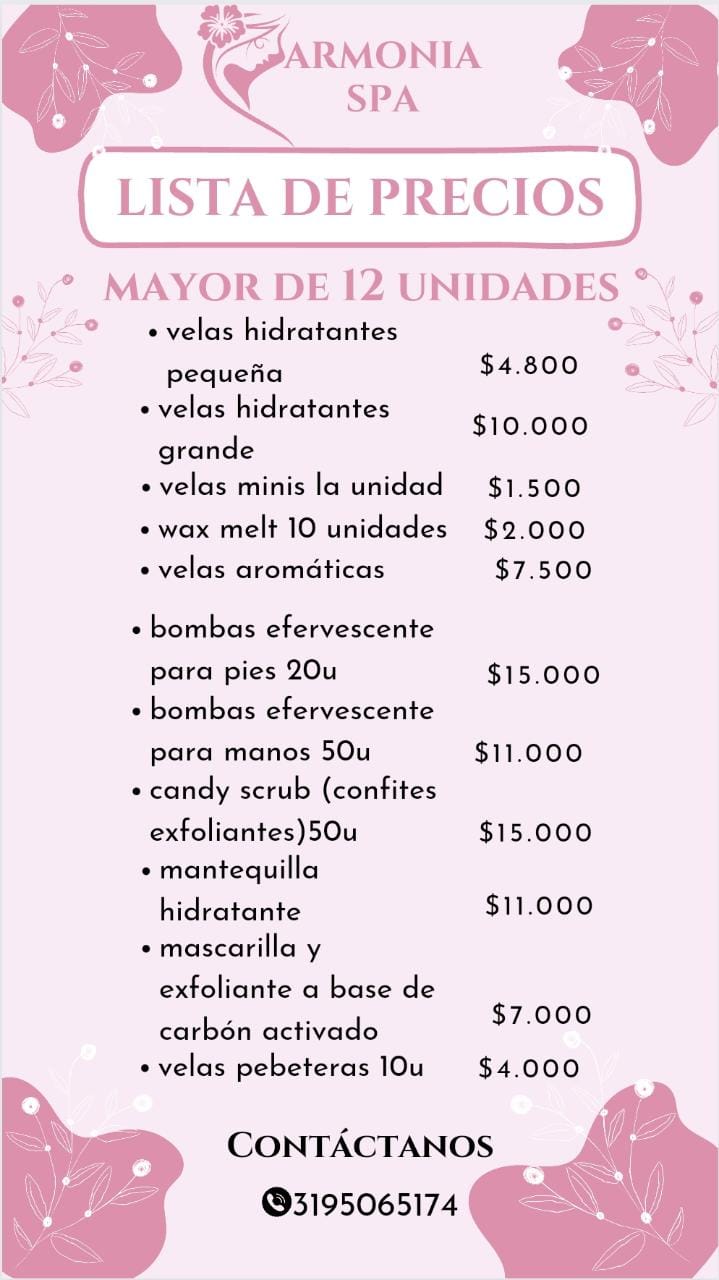 ARMONIA
SPA
LISTA DE PRECIOS
MAYOR DE 12 UNIDADES
• velas hidratantes
pequeña $4.800
• velas hidratantes
grande $10.000
• velas minis la unidad $1.500
• wax melt 10 unidades $2.000
• velas aromáticas $7.500
• bombas efervescente
para pies 20u $15.000
• bombas efervescente
para manos 50u $11.000
• candy scrub (confites
exfoliantes)50u $15.000
• mantequilla
hidratante $11.000
• mascarilla y
exfoliante a base de
carbón activado $7.000
• velas pebeteras 10u $4.000
CONTÁCTANOS
3195065174